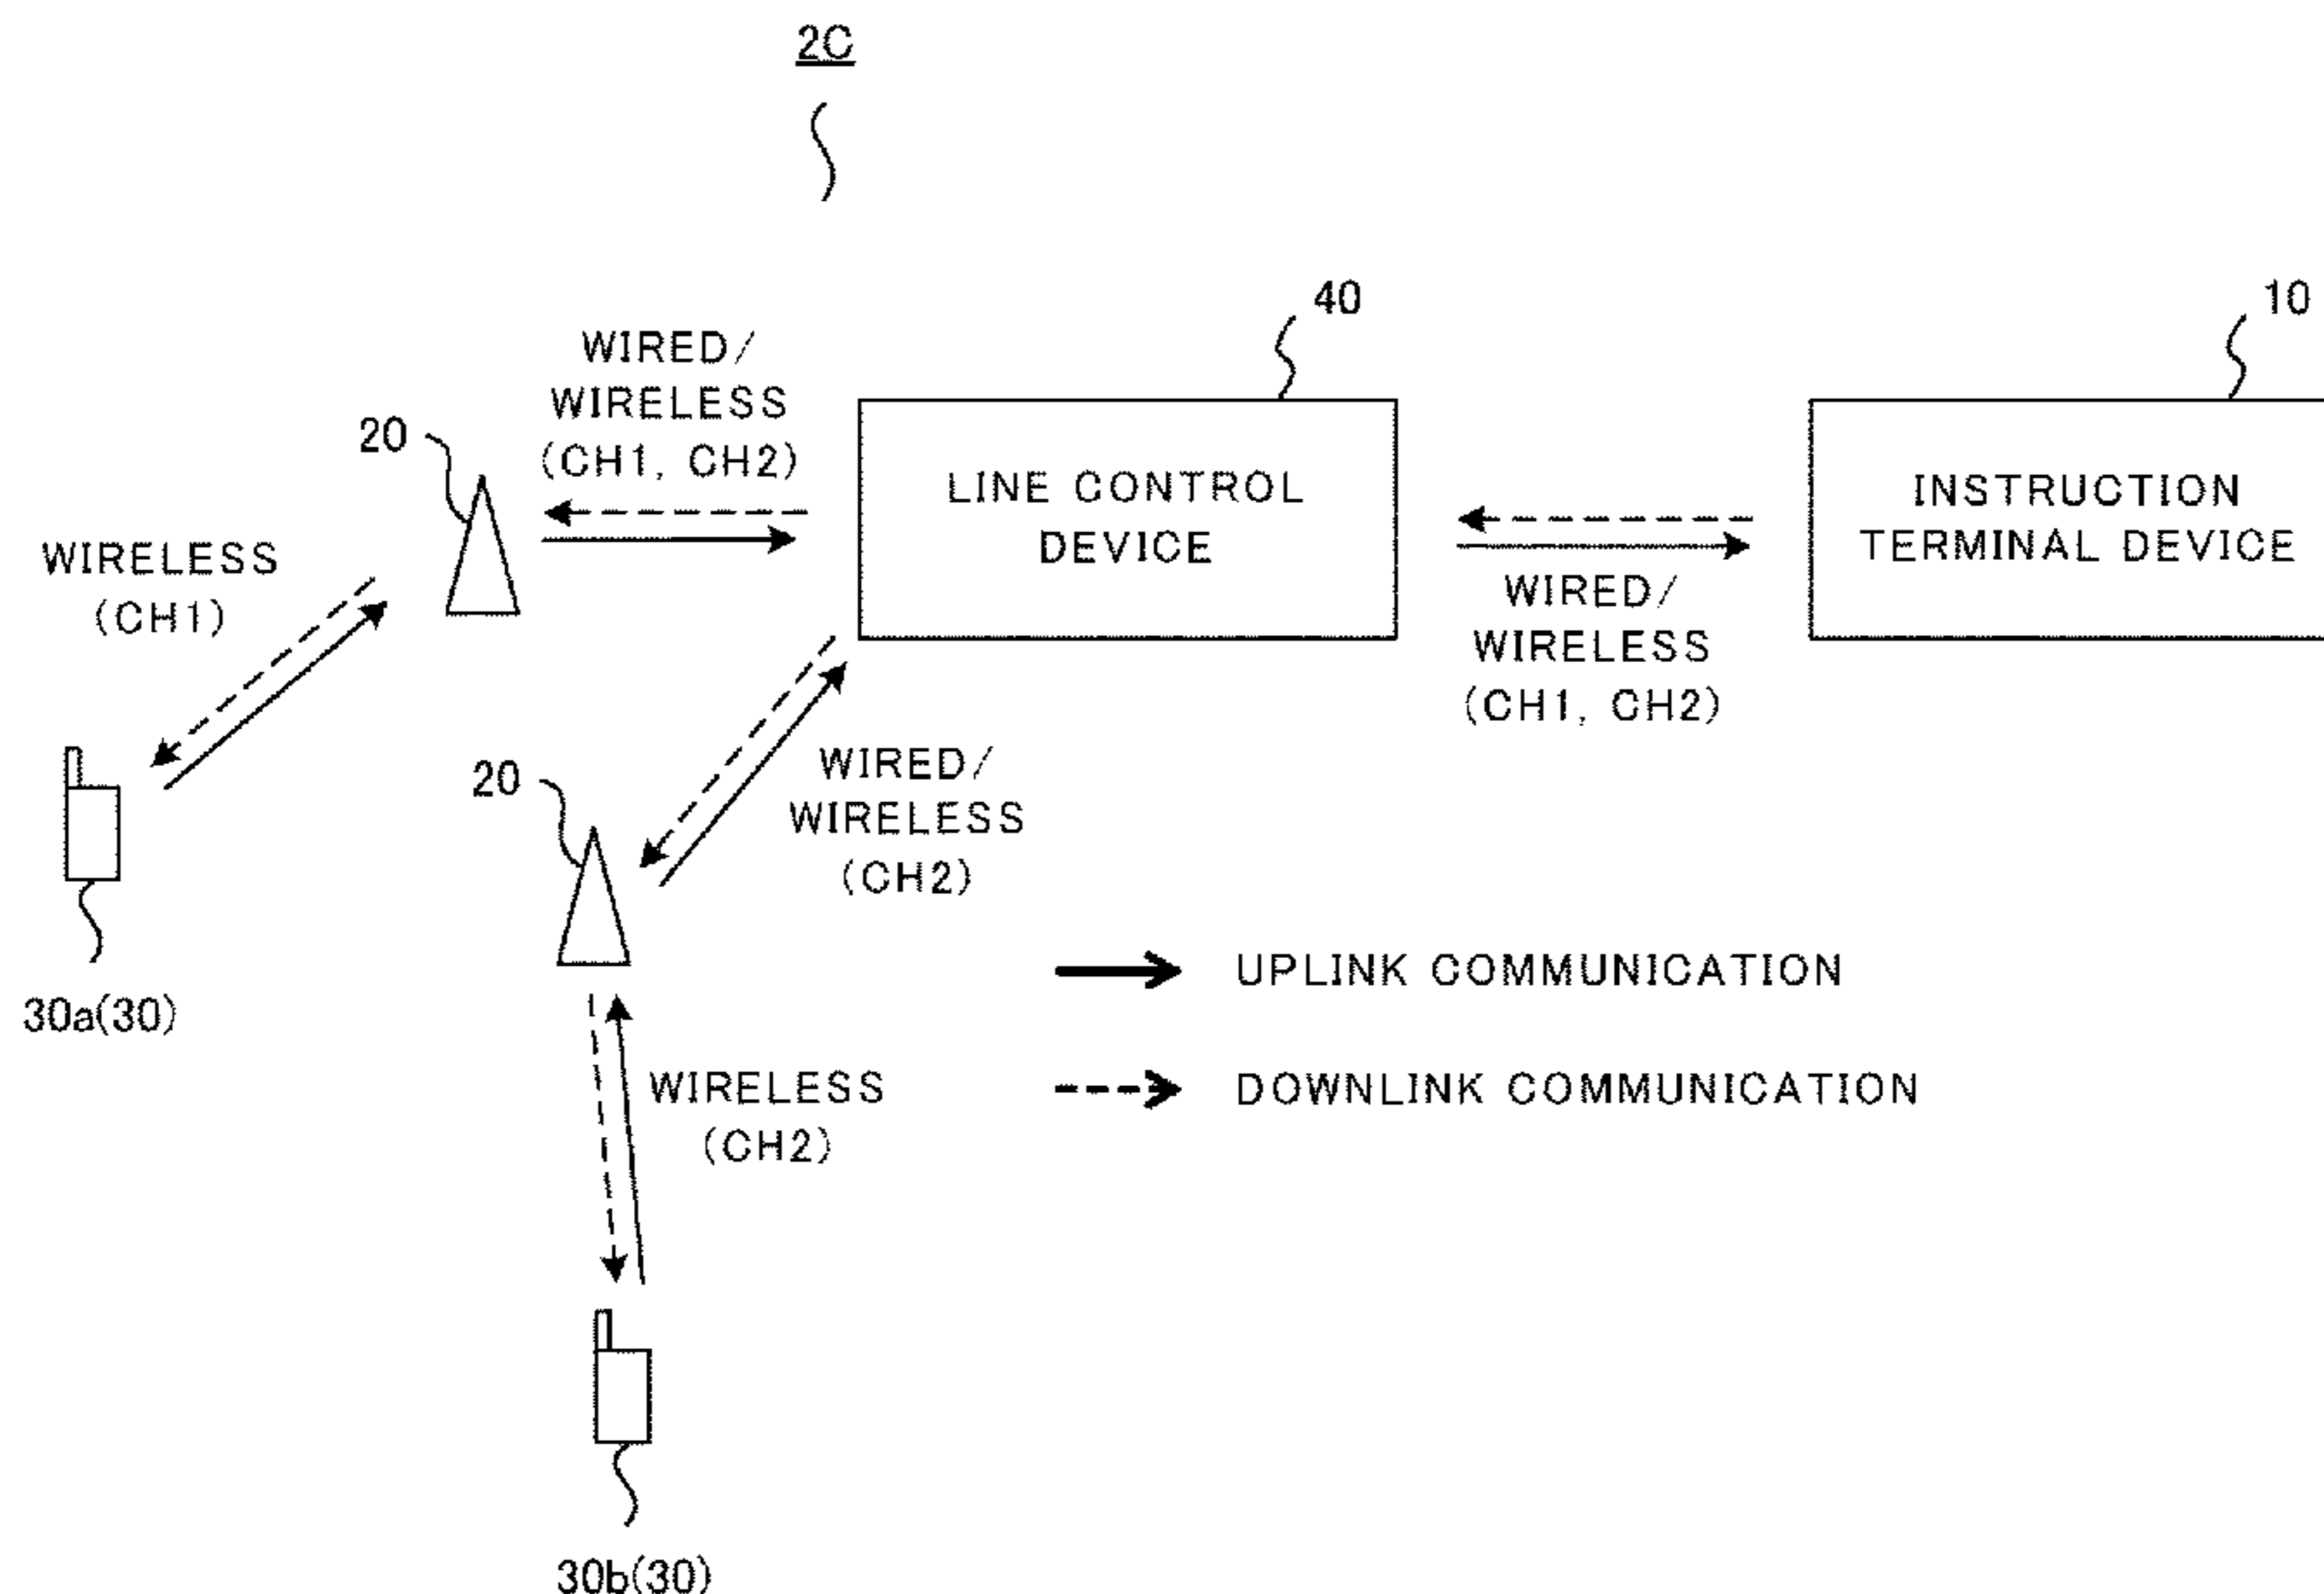 2C
40
10
WIRED/
WIRELESS
(CH1, CH2)
20
LINE CONTROL
DEVICE
INSTRUCTION
TERMINAL DEVICE
WIRELESS
(CH1)
WIRED/
WIRELESS
(CH1, CH2)
20
WIRED/
WIRELESS
(CH2)
30a(30)
UPLINK COMMUNICATION
WIRELESS
(CH2)
DOWNLINK COMMUNICATION
30b(30)